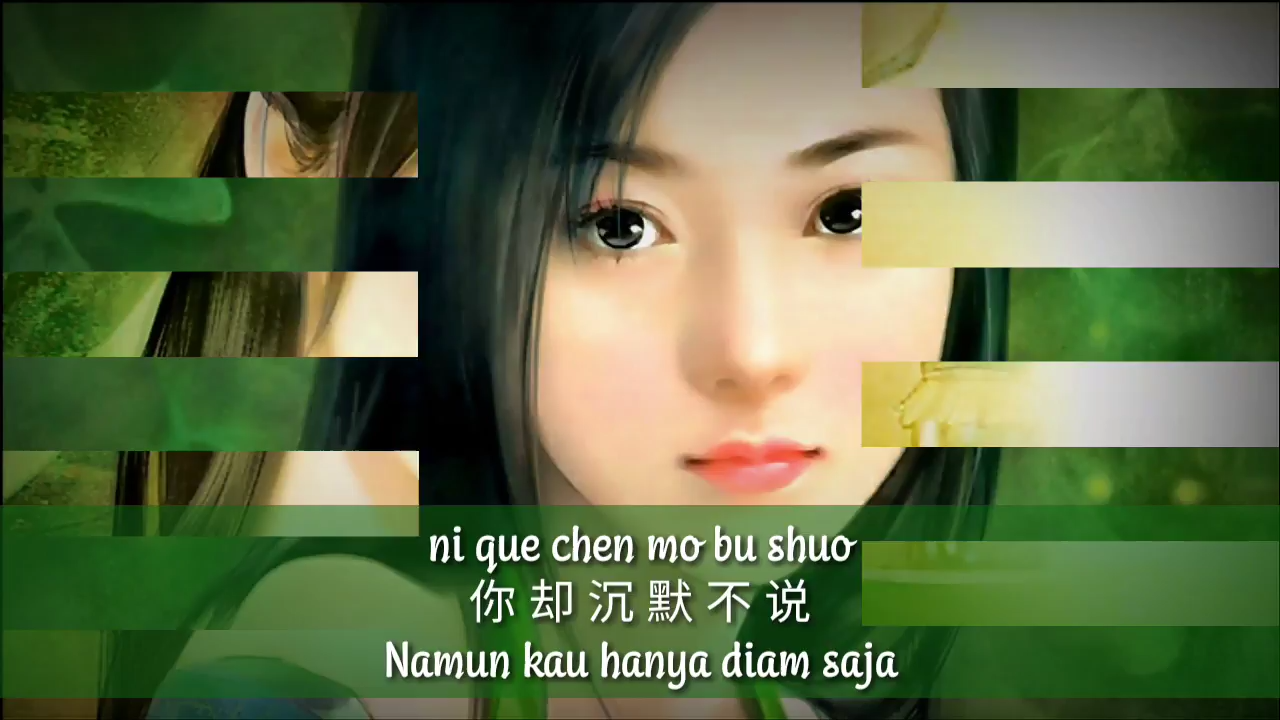 ni que chen mo bu shuo
你却沉默不说
Namun kau hanya diam saja